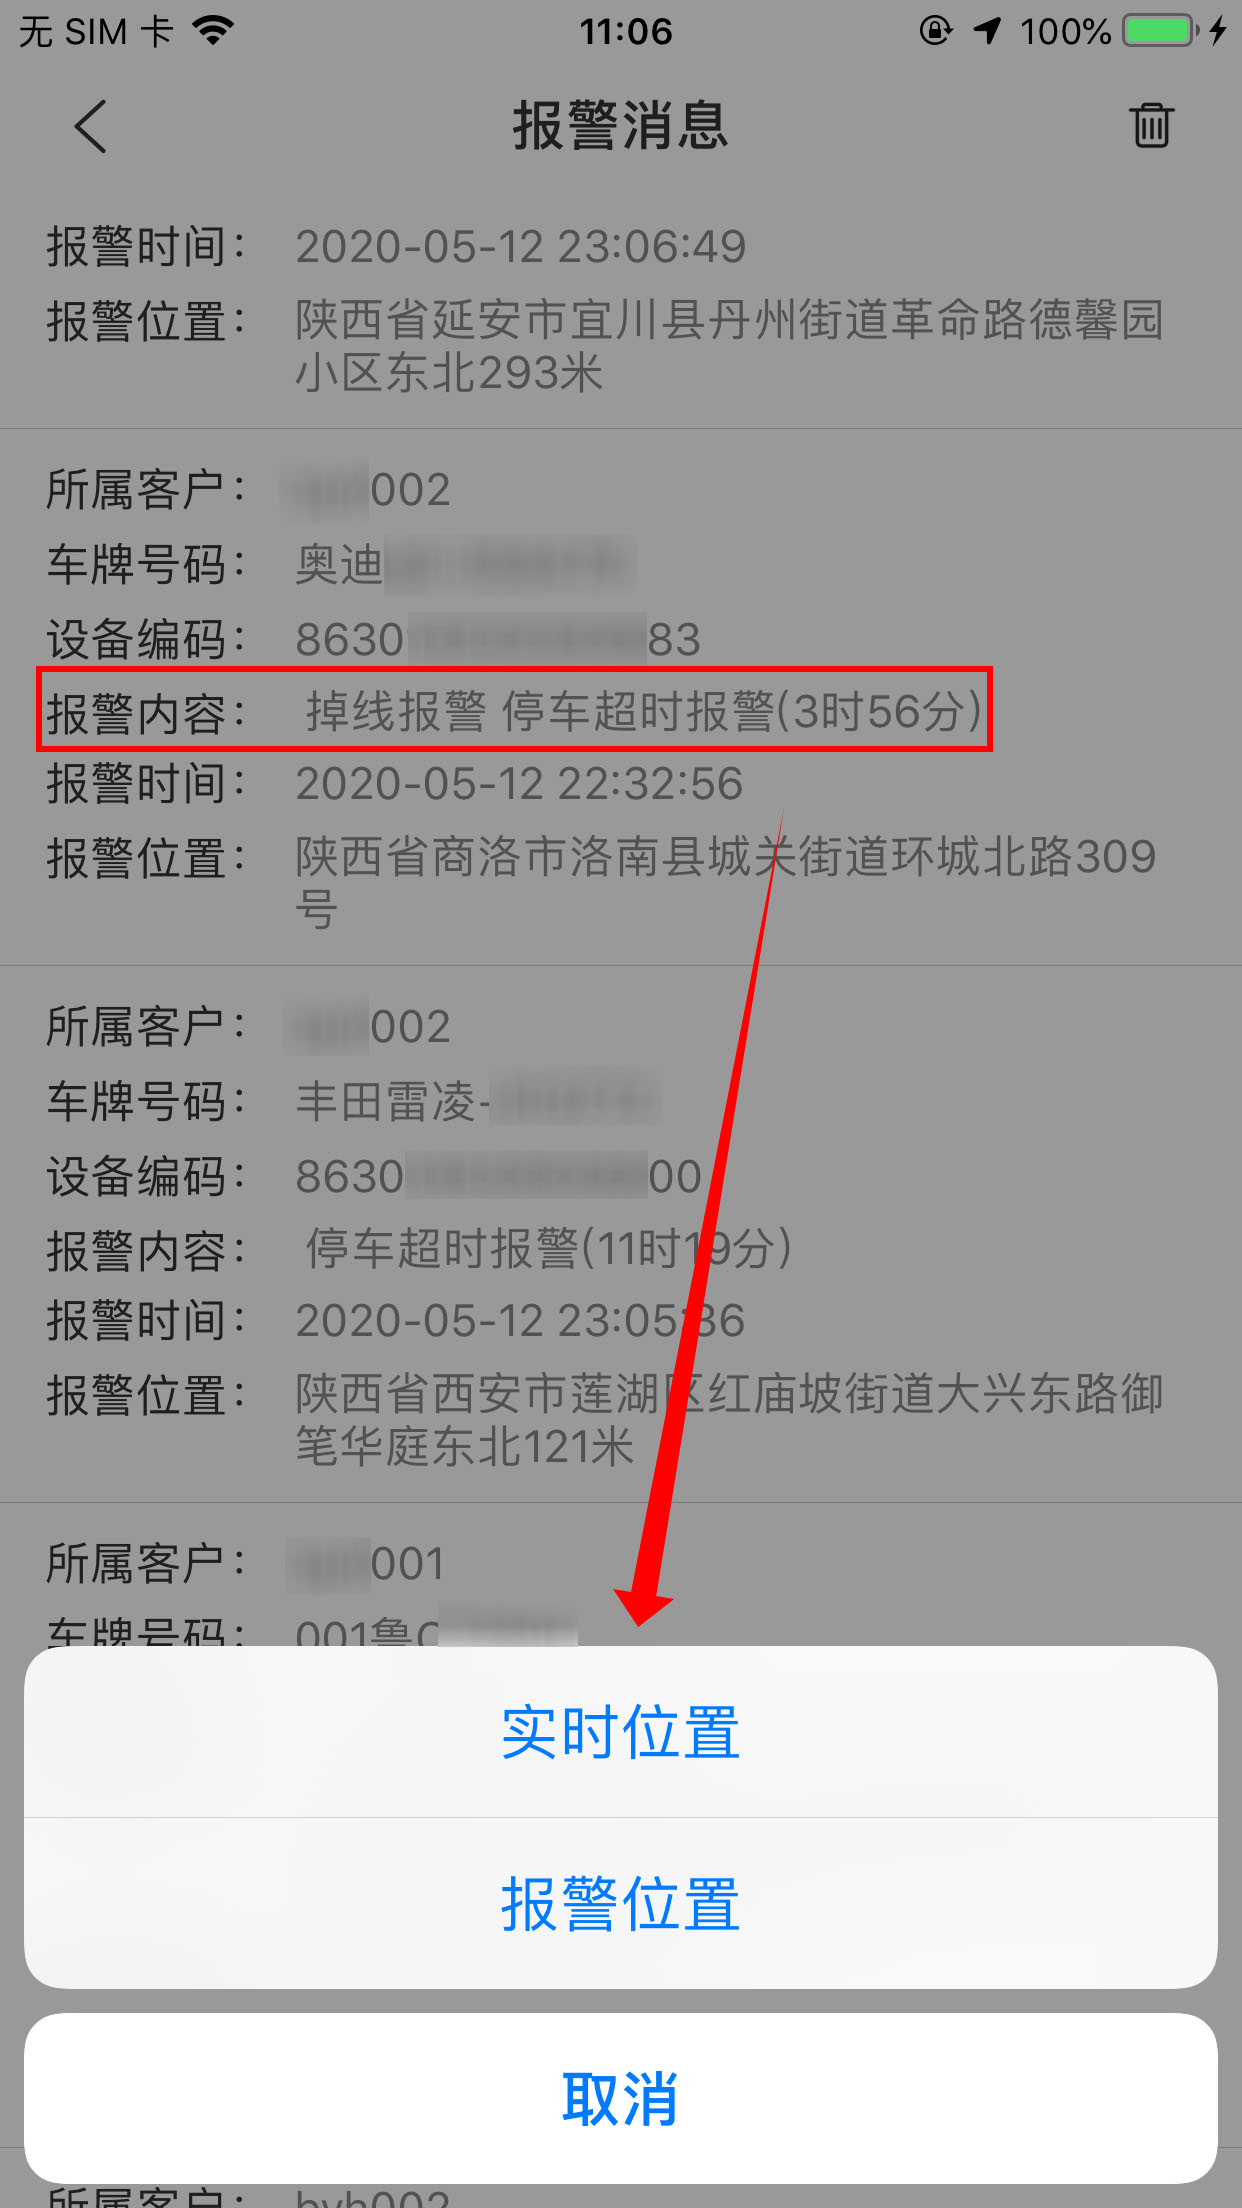 无 SIM 卡 11:06 100%
报警消息
报警时间： 2020-05-12 23:06:49
报警位置： 陕西省延安市宜川县丹州街道革命路德馨园
小区东北293米
所属客户： 002
车牌号码： 奥迪
设备编码： 8630 83
报警内容： 掉线报警 停车超时报警(3时56分)
报警时间： 2020-05-12 22:32:56
报警位置： 陕西省商洛市洛南县城关街道环城北路309
号
所属客户： 002
车牌号码： 丰田雷凌-
设备编码： 8630 00
报警内容： 停车超时报警(11时19分)
报警时间： 2020-05-12 23:05:36
报警位置： 陕西省西安市莲湖区红庙坡街道大兴东路御
笔华庭东北121米
所属客户： 001
车牌号码： 001鲁
实时位置
报警位置
取消
所属客户： byh002